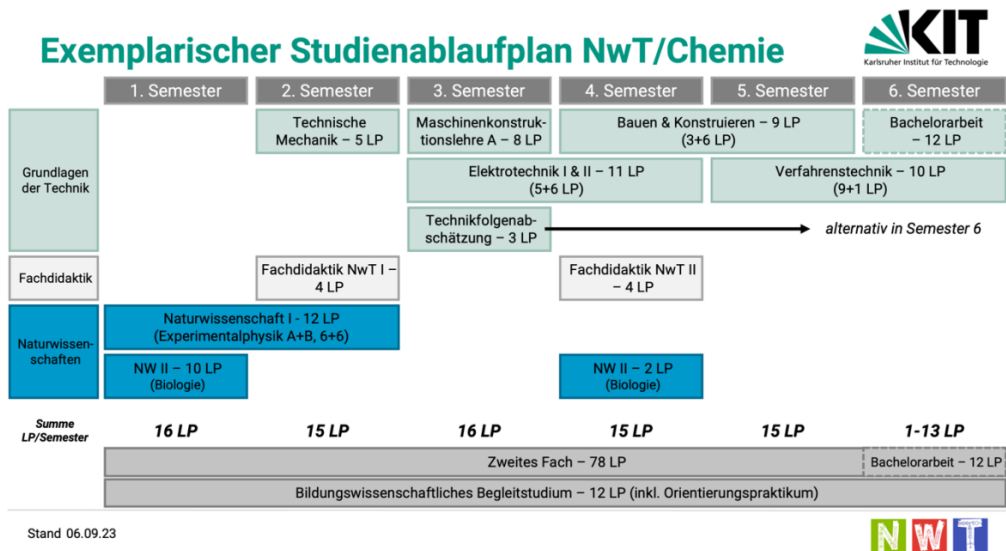 Exemplarischer Studienablaufplan NwT/Chemie
KIT
Karlsruher Institut für Technologie
1. Semester
2. Semester
3. Semester
4. Semester
5. Semester
6. Semester
Grundlagen
der Technik
Technische
Mechanik – 5 LP
Maschinenkonstruk-
tionslehre A – 8 LP
Bauen & Konstruieren – 9 LP
(3+6 LP)
Bachelorarbeit
– 12 LP
Elektrotechnik I & II – 11 LP
(5+6 LP)
Verfahrenstechnik – 10 LP
(9+1 LP)
Technikfolgenab-
schätzung – 3 LP
alternativ in Semester 6
Fachdidaktik
Fachdidaktik NwT I –
4 LP
Fachdidaktik NwT II
– 4 LP
Naturwissen-
schaften
Naturwissenschaft I - 12 LP
(Experimentalphysik A+B, 6+6)
NW II – 10 LP
(Biologie)
NW II – 2 LP
(Biologie)
Summe
LP/Semester
16 LP
15 LP
16 LP
15 LP
15 LP
1-13 LP
Zweites Fach – 78 LP
Bachelorarbeit – 12 LP
Bildungswissenschaftliches Begleitstudium – 12 LP (inkl. Orientierungspraktikum)
Stand 06.09.23
NWT